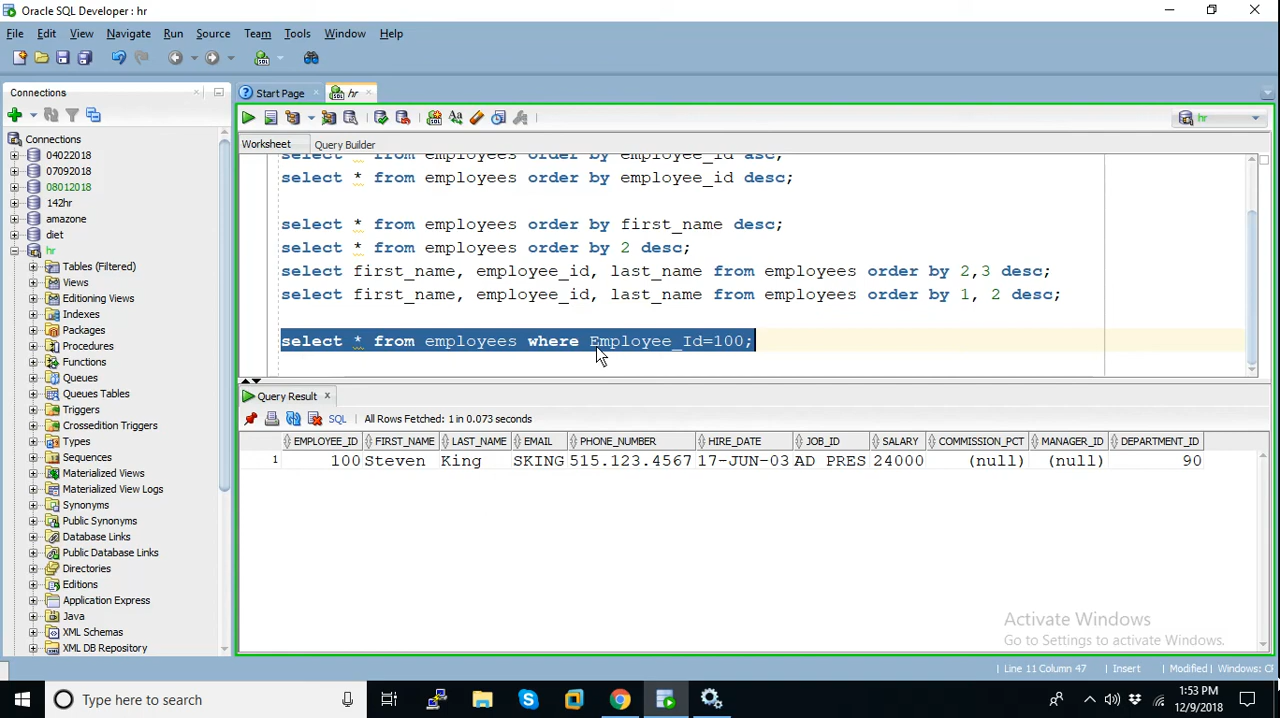 Oracle SQL Developer : hr
File Edit View Navigate Run Source Team Tools Window Help
Connections
Start Page
hr
hr
Worksheet
Query Builder
Connections
04022018
07092018
08012018
142hr
amazone
diet
hr
Tables (Filtered)
Views
Editioning Views
Indexes
Packages
Procedures
Functions
Queues
Queues Tables
Triggers
Crossedition Triggers
Types
Sequences
Materialized Views
Materialized View Logs
Synonyms
Public Synonyms
Database Links
Public Database Links
Directories
Editions
Application Express
Java
XML Schemas
XML DB Repository
select * from employees order by employee_id asc;
select * from employees order by employee_id desc;
select * from employees order by first_name desc;
select * from employees order by 2 desc;
select first_name, employee_id, last_name from employees order by 2,3 desc;
select first_name, employee_id, last_name from employees order by 1, 2 desc;
select * from employees where Employee_Id=100;
Query Result
SQL | All Rows Fetched: 1 in 0.073 seconds
EMPLOYEE_ID FIRST_NAME LAST_NAME EMAIL PHONE_NUMBER HIRE_DATE JOB_ID SALARY COMMISSION_PCT MANAGER_ID DEPARTMENT_ID
1 100 Steven King SKING 515.123.4567 17-JUN-03 AD_PRES 24000 (null) (null) 90
Activate Windows
Go to Settings to activate Windows.
Line 11 Column 47 Insert Modified Windows: C
Type here to search
1:53 PM
12/9/2018